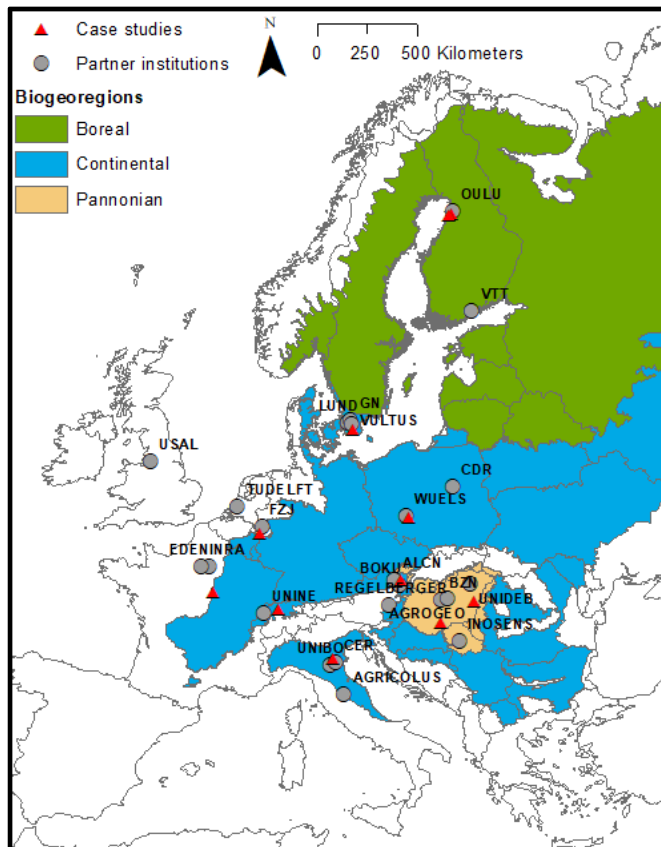 N
Case studies
Partner institutions
0 250 500 Kilometers
Biogeoregions
Boreal
Continental
Pannonian
OULU
VTT
LUND GN
VULTUS
USAL
CDR
TUDELFT
WUELS
FZJ
EDENINRA
ALCN
BOKU
BZN
REGELBERGER
UNINE
UNIDEB
AGROGEO
INOSENS
UNIBO CER
AGRICOLUS